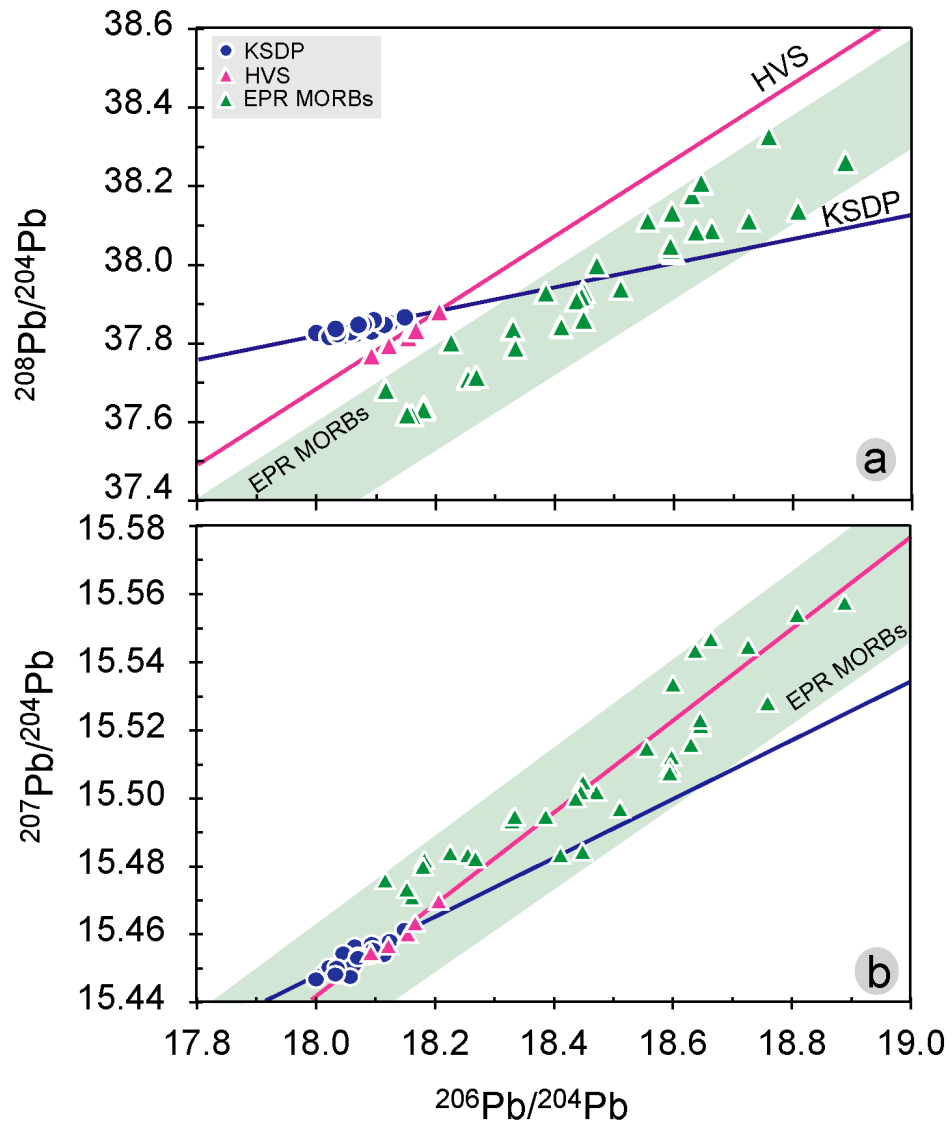 38.6
38.4
38.2
38.0
37.8
37.6
37.4
208Pb/204Pb
KSDP
HVS
EPR MORBs
HVS
KSDP
EPR MORBs
a
15.58
15.56
15.54
15.52
15.50
15.48
15.46
15.44
207Pb/204Pb
EPR MORBs
b
17.8 18.0 18.2 18.4 18.6 18.8 19.0
206Pb/204Pb